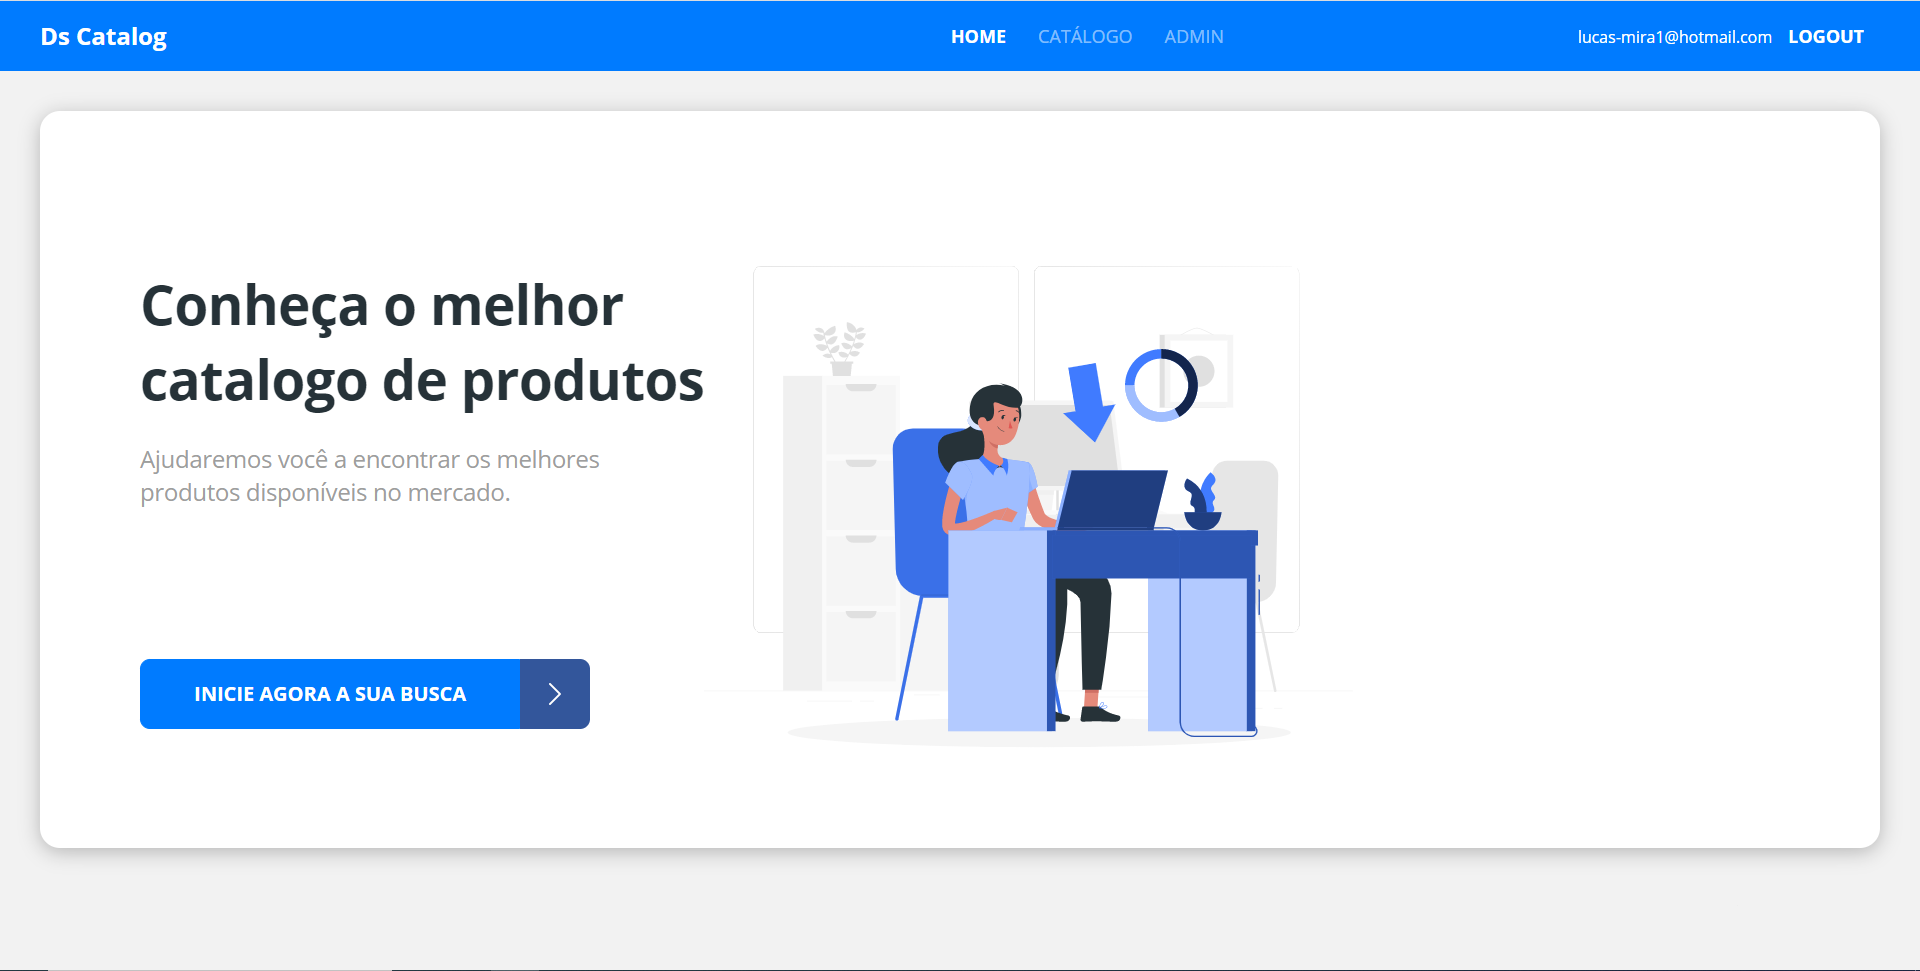 Ds Catalog
HOME CATÁLOGO ADMIN
lucas-mira1@hotmail.com LOGOUT
Conheça o melhor
catalogo de produtos
Ajudaremos você a encontrar os melhores
produtos disponíveis no mercado.
INICIE AGORA A SUA BUSCA